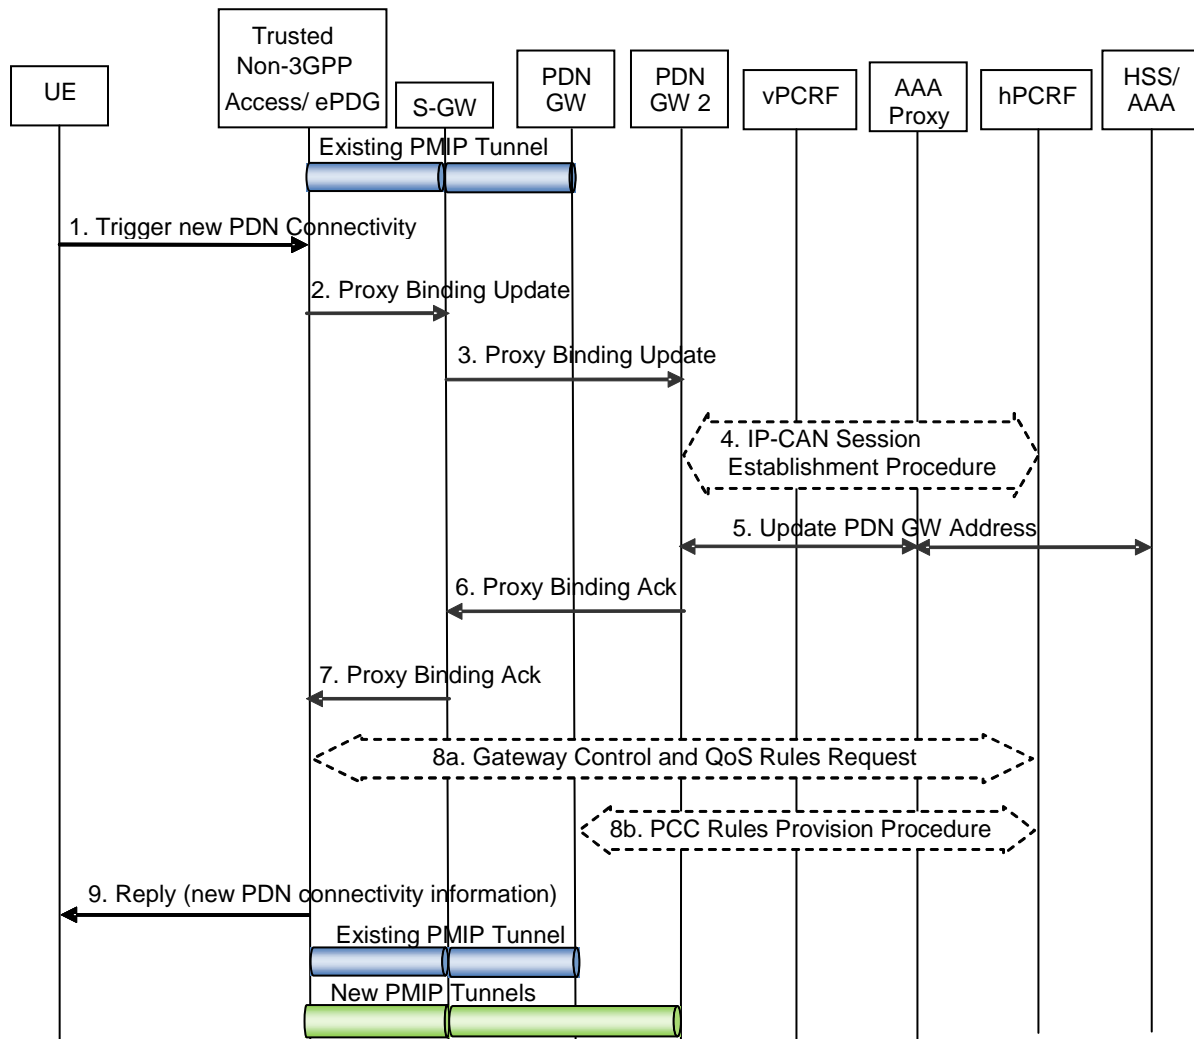 UE
Trusted
Non-3GPP
Access/ ePDG
S-GW
PDN
GW
PDN
GW 2
vPCRF
AAA
Proxy
hPCRF
HSS/
AAA
Existing PMIP Tunnel
1. Trigger new PDN Connectivity
2. Proxy Binding Update
3. Proxy Binding Update
4. IP-CAN Session
Establishment Procedure
5. Update PDN GW Address
6. Proxy Binding Ack
7. Proxy Binding Ack
8a. Gateway Control and QoS Rules Request
8b. PCC Rules Provision Procedure
9. Reply (new PDN connectivity information)
Existing PMIP Tunnel
New PMIP Tunnels